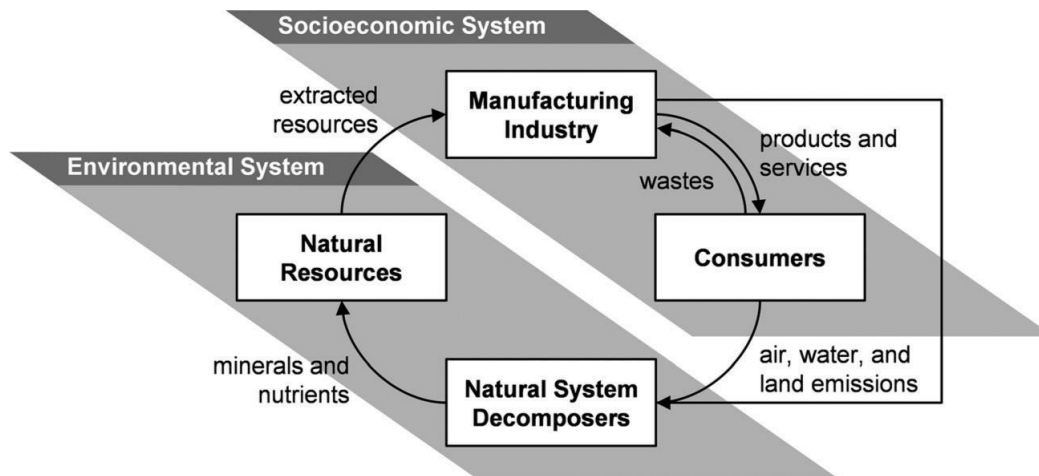 Socioeconomic System
extracted
resources
Manufacturing
Industry
products and
services
wastes
Environmental System
Natural
Resources
Consumers
minerals and
nutrients
Natural System
Decomposers
air, water, and
land emissions